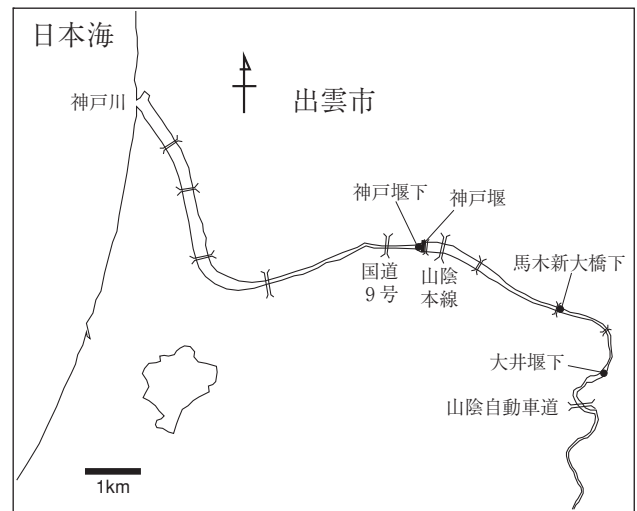 日本海
神戸川
出雲市
神戸堰下
神戸堰
国道
9号
山陰
本線
馬木新大橋下
大井堰下
山陰自動車道
1km